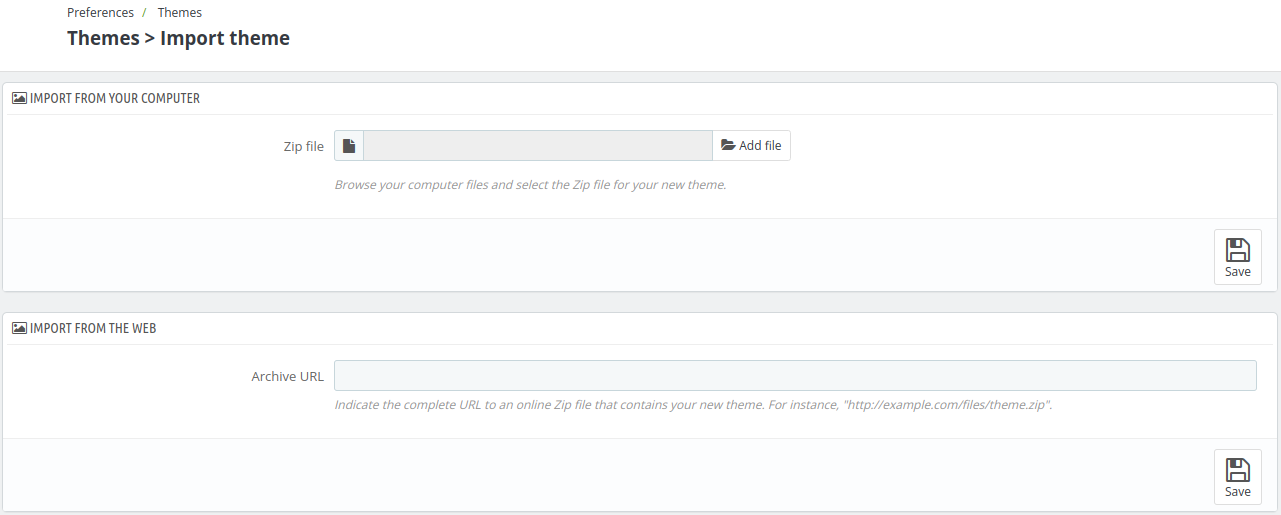 Preferences / Themes
Themes > Import theme
IMPORT FROM YOUR COMPUTER
Zip file
Add file
Browse your computer files and select the Zip file for your new theme.
Save
IMPORT FROM THE WEB
Archive URL
Indicate the complete URL to an online Zip file that contains your new theme. For instance, "http://example.com/files/theme.zip".
Save